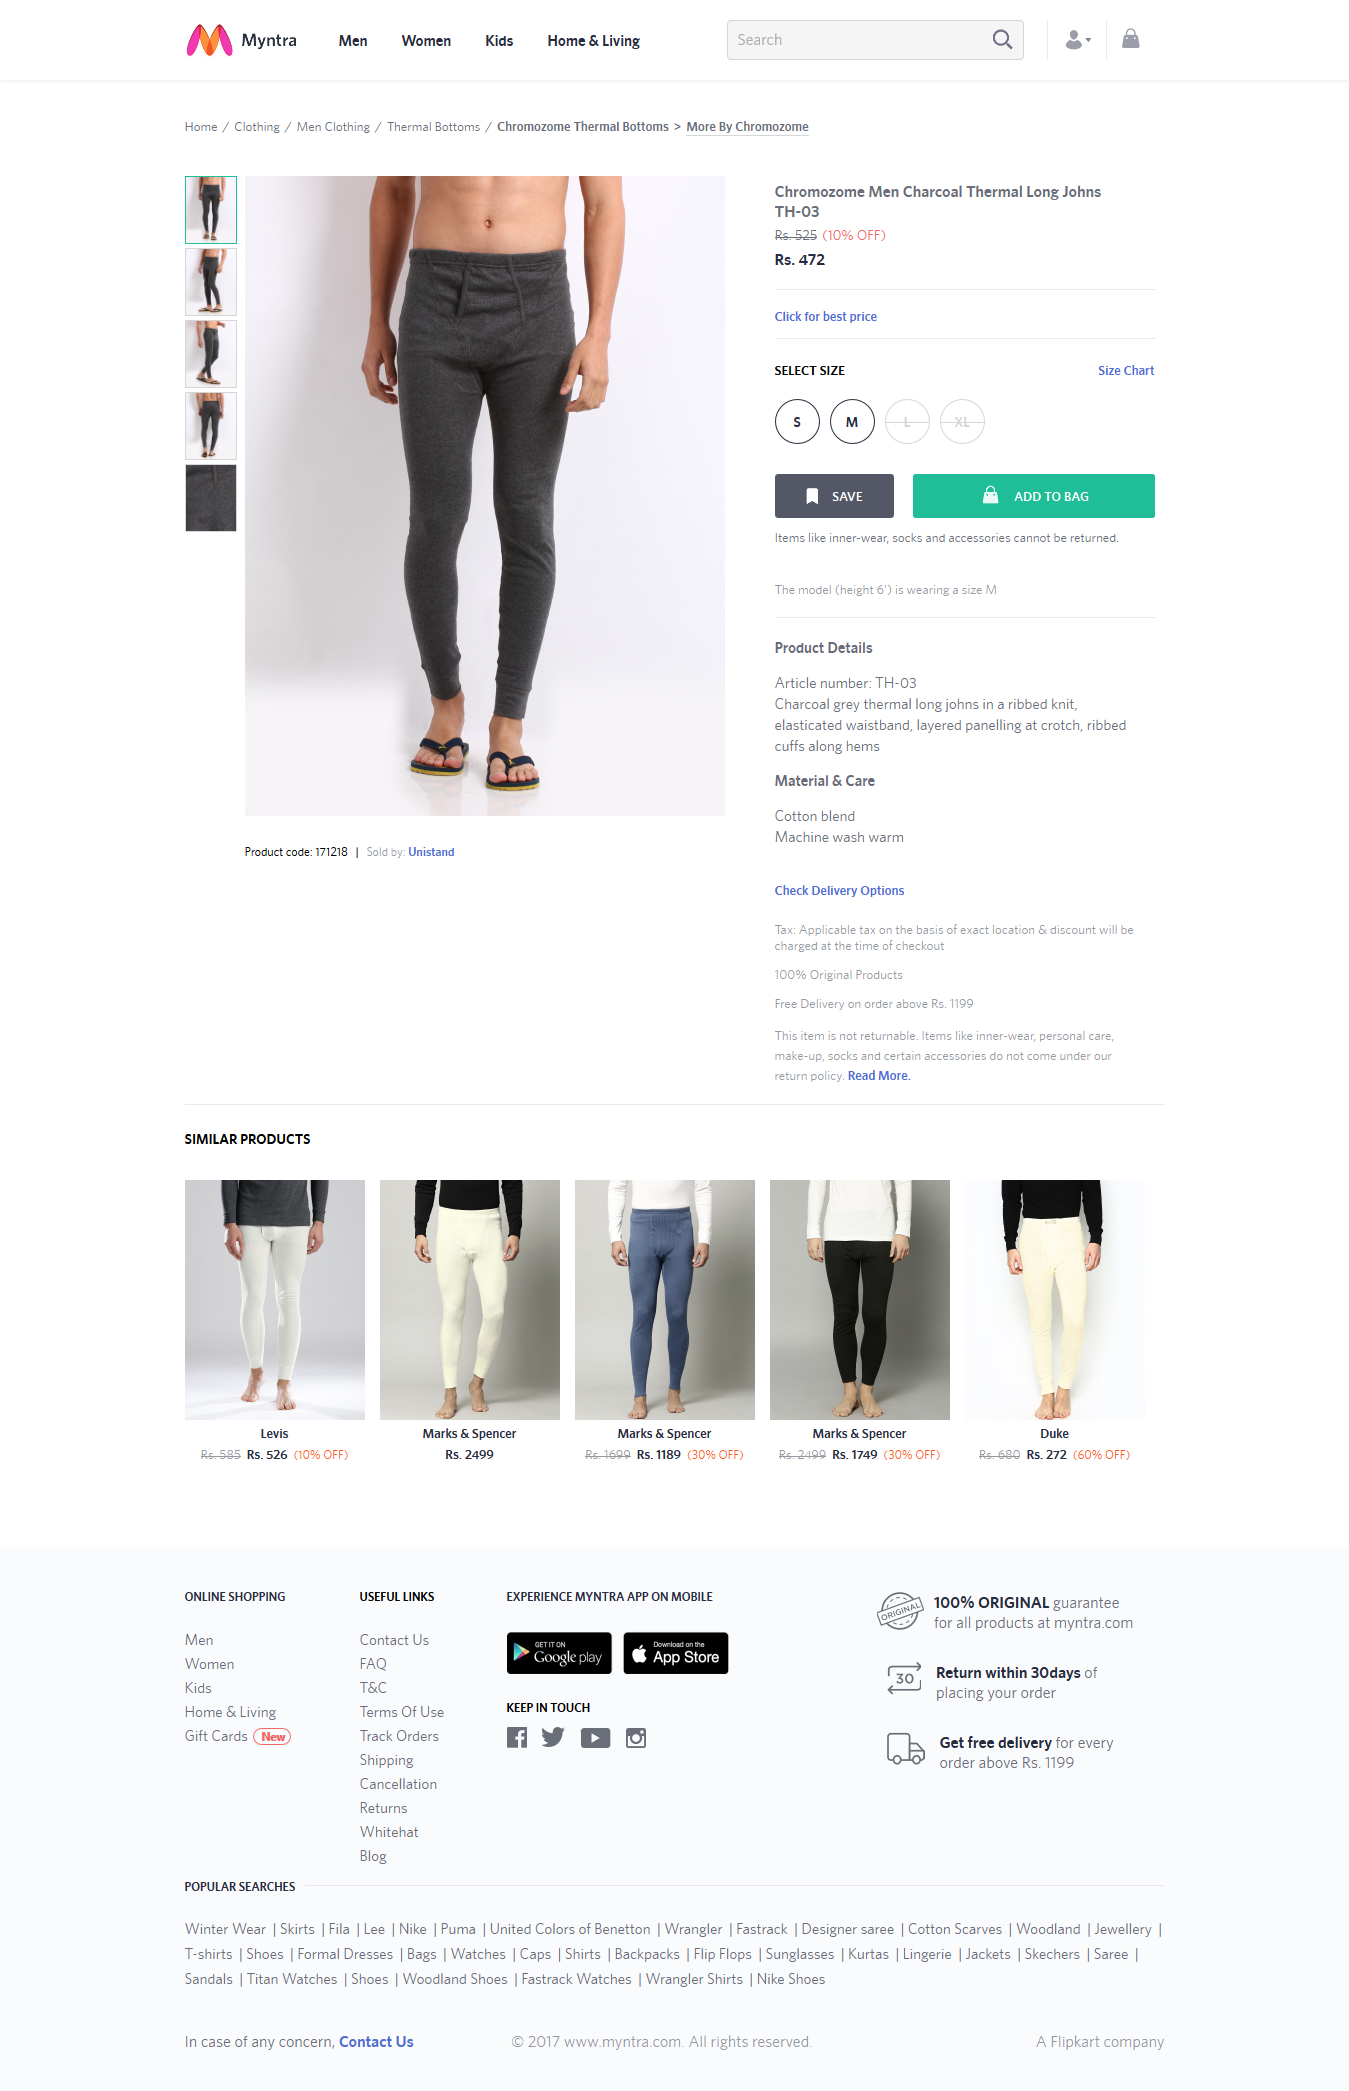 Myntra
Men
Women
Kids
Home & Living
Search
Home / Clothing / Men Clothing / Thermal Bottoms / Chromozome Thermal Bottoms > More By Chromozome
Chromozome Men Charcoal Thermal Long Johns
TH-03
Rs. 525 (10% OFF)
Rs. 472
Click for best price
SELECT SIZE
Size Chart
S
M
L
XL
SAVE
ADD TO BAG
Items like inner-wear, socks and accessories cannot be returned.
The model (height 6') is wearing a size M
Product Details
Article number: TH-03
Charcoal grey thermal long johns in a ribbed knit,
elasticated waistband, layered panelling at crotch, ribbed
cuffs along hems
Material & Care
Cotton blend
Machine wash warm
Product code: 171218 | Sold by: Unistand
Check Delivery Options
Tax: Applicable tax on the basis of exact location & discount will be
charged at the time of checkout
100% Original Products
Free Delivery on order above Rs. 1199
This item is not returnable. Items like inner-wear, personal care,
make-up, socks and certain accessories do not come under our
return policy. Read More.
SIMILAR PRODUCTS
Levis
Rs. 585 Rs. 526 (10% OFF)
Marks & Spencer
Rs. 2499
Marks & Spencer
Rs. 1699 Rs. 1189 (30% OFF)
Marks & Spencer
Rs. 2499 Rs. 1749 (30% OFF)
Duke
Rs. 680 Rs. 272 (60% OFF)
ONLINE SHOPPING
Men
Women
Kids
Home & Living
Gift Cards New
USEFUL LINKS
Contact Us
FAQ
T&C
Terms Of Use
Track Orders
Shipping
Cancellation
Returns
Whitehat
Blog
EXPERIENCE MYNTRA APP ON MOBILE
GET IT ON
Google play
Download on the
App Store
KEEP IN TOUCH
ORIGINAL
100% ORIGINAL guarantee
for all products at myntra.com
30
Return within 30days of
placing your order
Get free delivery for every
order above Rs. 1199
POPULAR SEARCHES
Winter Wear | Skirts | Fila | Lee | Nike | Puma | United Colors of Benetton | Wrangler | Fastrack | Designer saree | Cotton Scarves | Woodland | Jewellery |
T-shirts | Shoes | Formal Dresses | Bags | Watches | Caps | Shirts | Backpacks | Flip Flops | Sunglasses | Kurtas | Lingerie | Jackets | Skechers | Saree |
Sandals | Titan Watches | Shoes | Woodland Shoes | Fastrack Watches | Wrangler Shirts | Nike Shoes
In case of any concern, Contact Us
© 2017 www.myntra.com. All rights reserved.
A Flipkart company